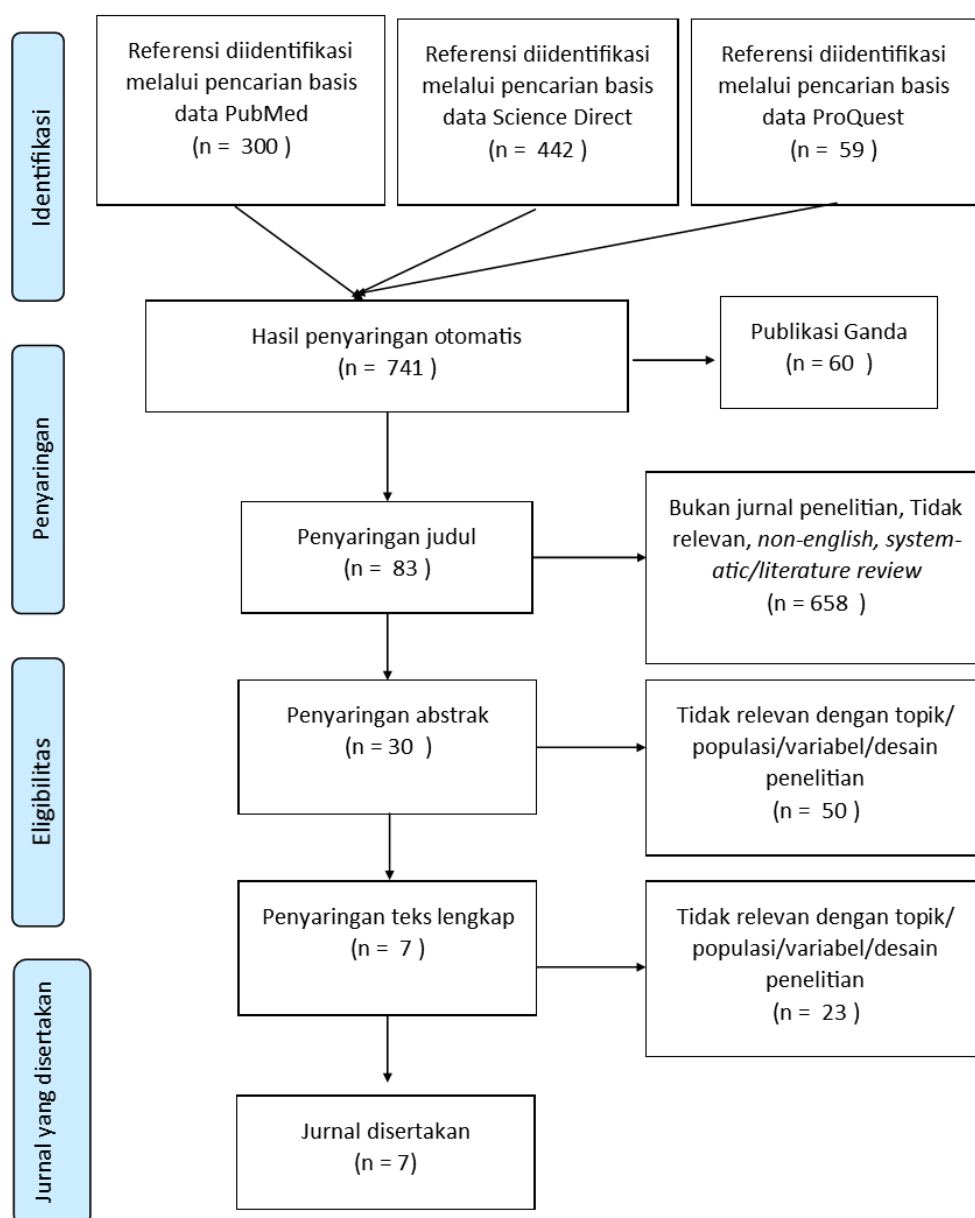 Identifikasi
Referensi diidentifikasi
melalui pencarian basis
data PubMed
(n = 300 )
Referensi diidentifikasi
melalui pencarian basis
data Science Direct
(n = 442 )
Referensi diidentifikasi
melalui pencarian basis
data ProQuest
(n = 59 )
Penyaringan
Hasil penyaringan otomatis
(n = 741 )
Publikasi Ganda
(n = 60 )
Penyaringan judul
(n = 83 )
Bukan jurnal penelitian, Tidak
relevan, non-english, system-
atic/literature review
(n = 658 )
Eligibilitas
Penyaringan abstrak
(n = 30 )
Tidak relevan dengan topik/
populasi/variabel/desain
penelitian
(n = 50 )
Penyaringan teks lengkap
(n = 7 )
Tidak relevan dengan topik/
populasi/variabel/desain
penelitian
(n = 23 )
Jurnal yang disertakan
Jurnal disertakan
(n = 7)